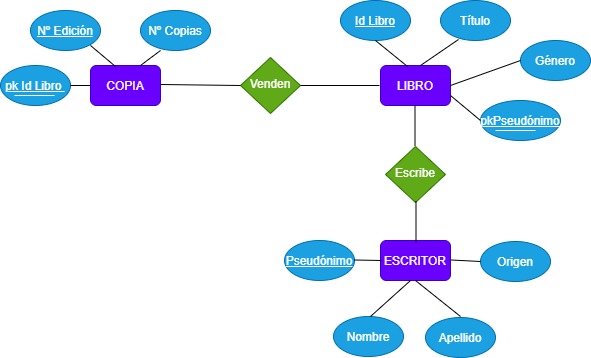 Nº Edición
Nº Copias
pk Id Libro
COPIA
Venden
Id Libro
Título
Género
LIBRO
pkPseudónimo
Escribe
Pseudónimo
ESCRITOR
Origen
Nombre
Apellido